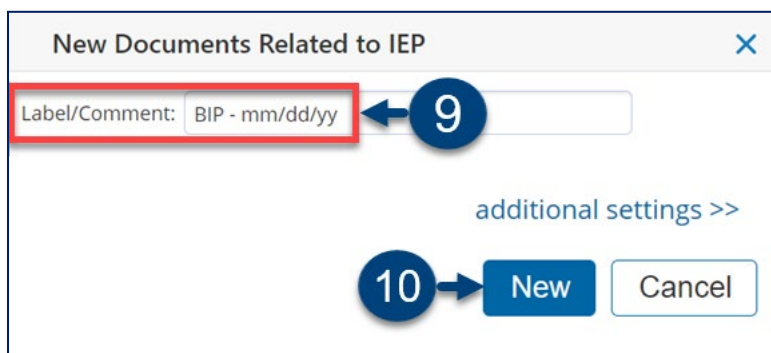 New Documents Related to IEP ×
Label/Comment: BIP - mm/dd/yy 9
additional settings >>
10 New Cancel